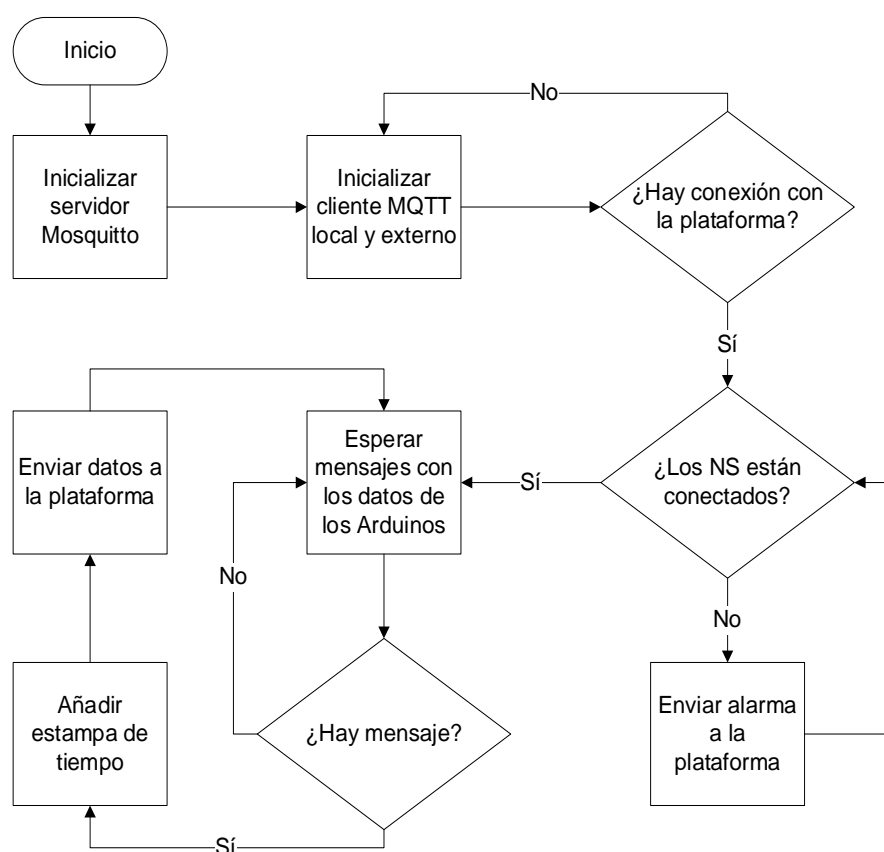 Inicio
No
Inicializar
servidor
Mosquitto
Inicializar
cliente MQTT
local y externo
¿Hay conexión con
la plataforma?
Sí
Enviar datos a
la plataforma
Esperar
mensajes con
los datos de
los Arduinos
Sí
¿Los NS están
conectados?
No
No
Añadir
estampa de
tiempo
¿Hay mensaje?
Enviar alarma
a la
plataforma
Sí